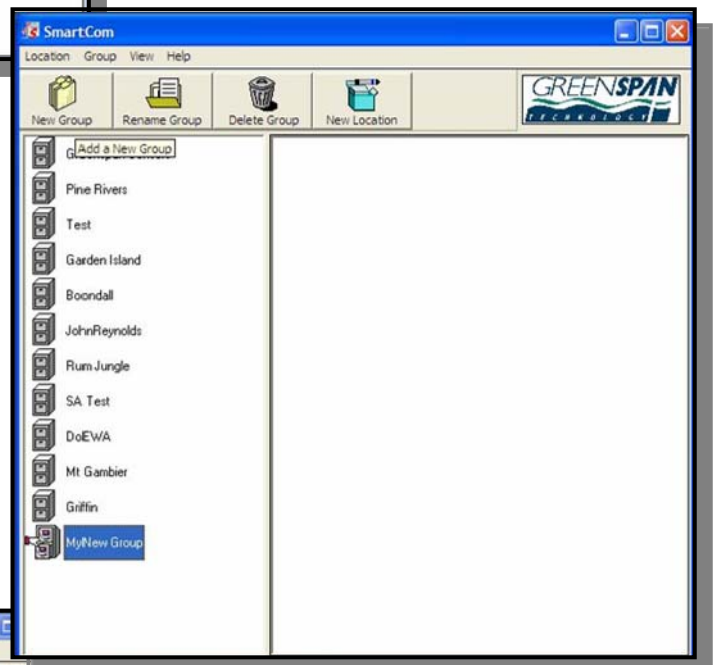 SmartCom
Location Group View Help
New Group Rename Group Delete Group New Location
GREENSPAN
TECHNOLOGY
Add a New Group
Pine Rivers
Test
Garden Island
Boondall
JohnReynolds
Rum Jungle
SA Test
DoEWA
Mt Gambier
Griffin
MyNew Group